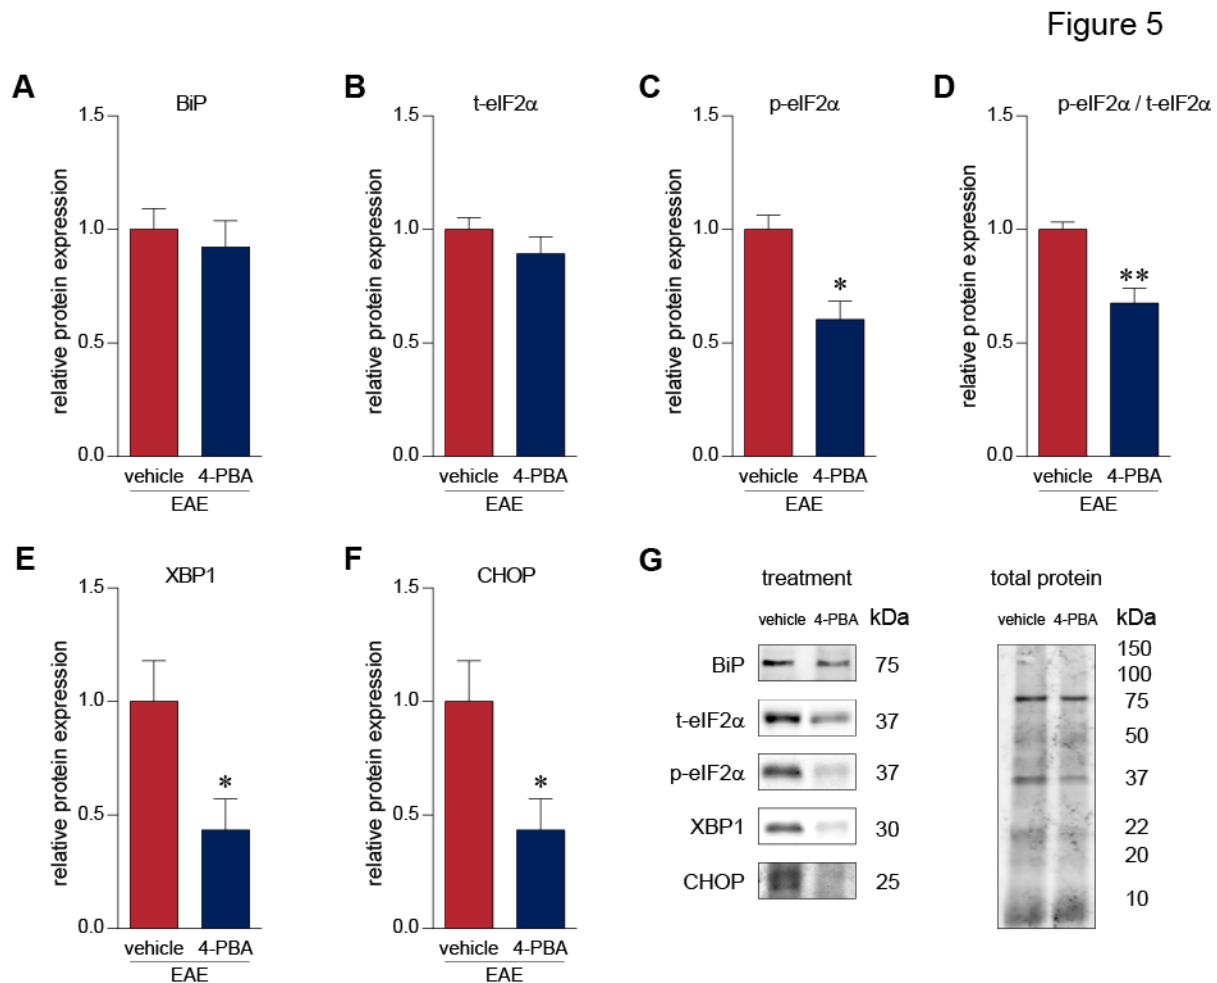 Figure 5
A
BiP
1.5
1.0
0.5
0.0
relative protein expression
vehicle 4-PBA
EAE
B
t-eIF2α
1.5
1.0
0.5
0.0
relative protein expression
vehicle 4-PBA
EAE
C
p-eIF2α
1.5
1.0
0.5
0.0
relative protein expression
vehicle 4-PBA
EAE
*
D
p-eIF2α / t-eIF2α
1.5
1.0
0.5
0.0
relative protein expression
vehicle 4-PBA
EAE
**
E
XBP1
1.5
1.0
0.5
0.0
relative protein expression
vehicle 4-PBA
EAE
*
F
CHOP
1.5
1.0
0.5
0.0
relative protein expression
vehicle 4-PBA
EAE
*
G
treatment
vehicle 4-PBA kDa
BiP 75
t-eIF2α 37
p-eIF2α 37
XBP1 30
CHOP 25
total protein
vehicle 4-PBA kDa
150
100
75
50
37
22
20
10